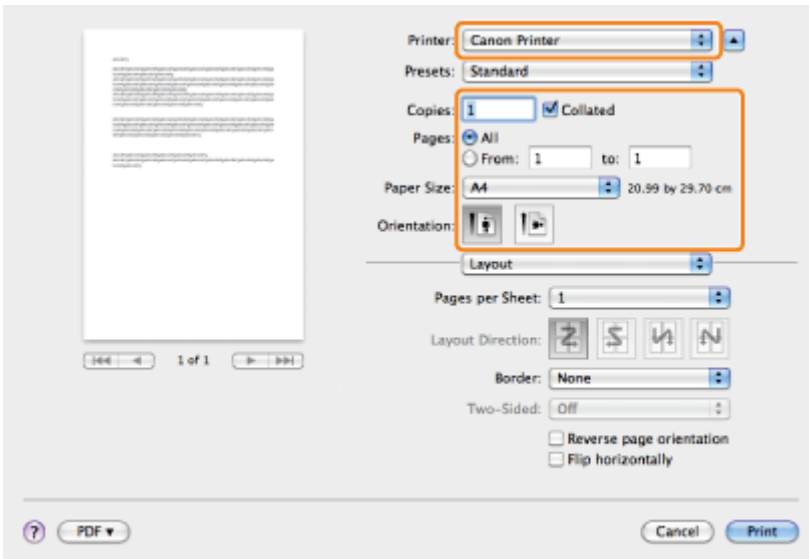 Printer: Canon Printer
Presets: Standard
Copies: 1 Collated
Pages: All
From: 1 to: 1
Paper Size: A4 20.99 by 29.70 cm
Orientation:
Layout
Pages per Sheet: 1
Layout Direction:
1 of 1
Border: None
Two-Sided: Off
Reverse page orientation
Flip horizontally
? PDF Cancel Print